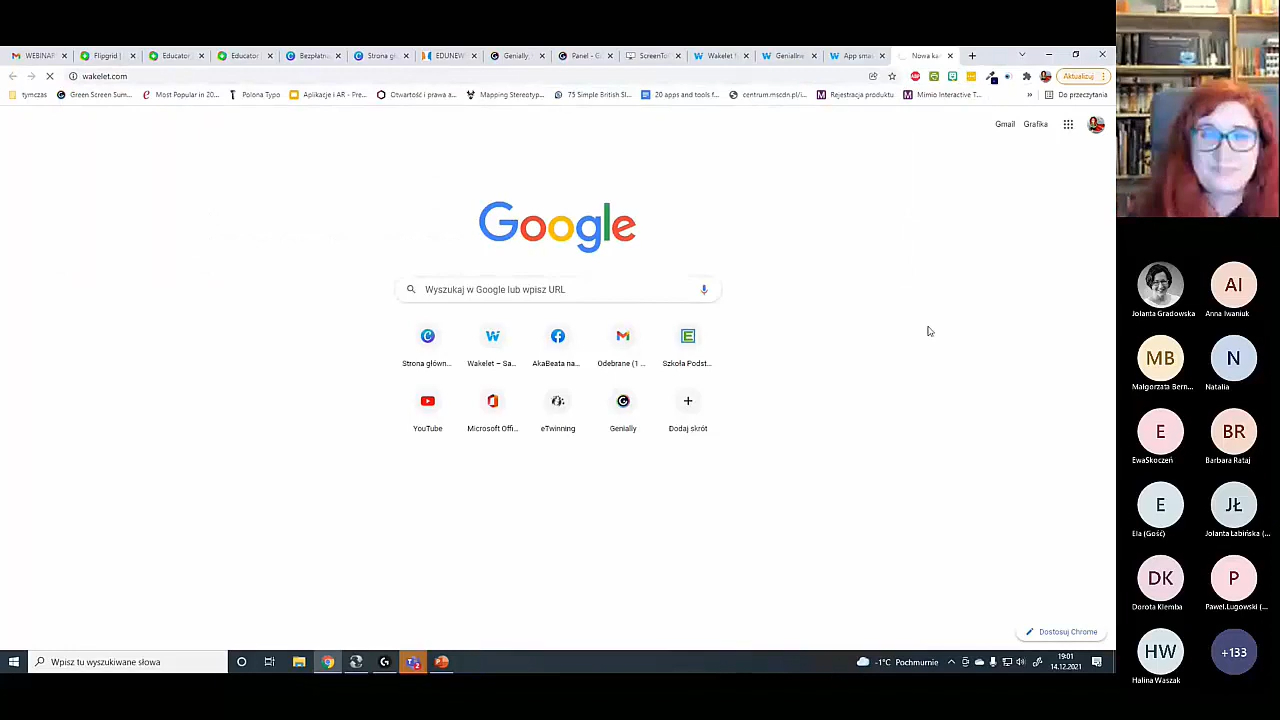 WEBINAR
Flipgrid |
Educator
Educator
Bezpłatn
Strona gł
EDUNEW
Genially,
Panel - G
ScreenTo
Wakelet
Genialne
App sma
Nowa ka
wakelet.com
Aktualizuj
tymczas
Green Screen Sum...
Most Popular in 20...
Polona Typo
Aplikacje i AR - Pre...
Otwartość i prawa a...
Mapping Stereotyp...
75 Simple British Sl...
20 apps and tools f...
centrum.mscdn.pl/i...
Rejestracja produktu
Mimio Interactive T...
»
Do przeczytania
Gmail
Grafika
Google
Wyszukaj w Google lub wpisz URL
Strona główn...
Wakelet – Sa...
AkaBeata na...
Odebrane (1 ...
Szkoła Podst...
YouTube
Microsoft Offi...
eTwinning
Genially
Dodaj skrót
Dostosuj Chrome
Wpisz tu wyszukiwane słowa
-1°C Pochmurnie
19:01
14.12.2021
Jolanta Gradowska
AI
Anna Iwaniuk
MB
Małgorzata Bern...
N
Natalia
E
EwaSkoczeń
BR
Barbara Rataj
E
Ela (Gość)
JŁ
Jolanta Łabińska (...
DK
Dorota Klemba
P
Pawel.Lugowski (...
HW
Halina Waszak
+133